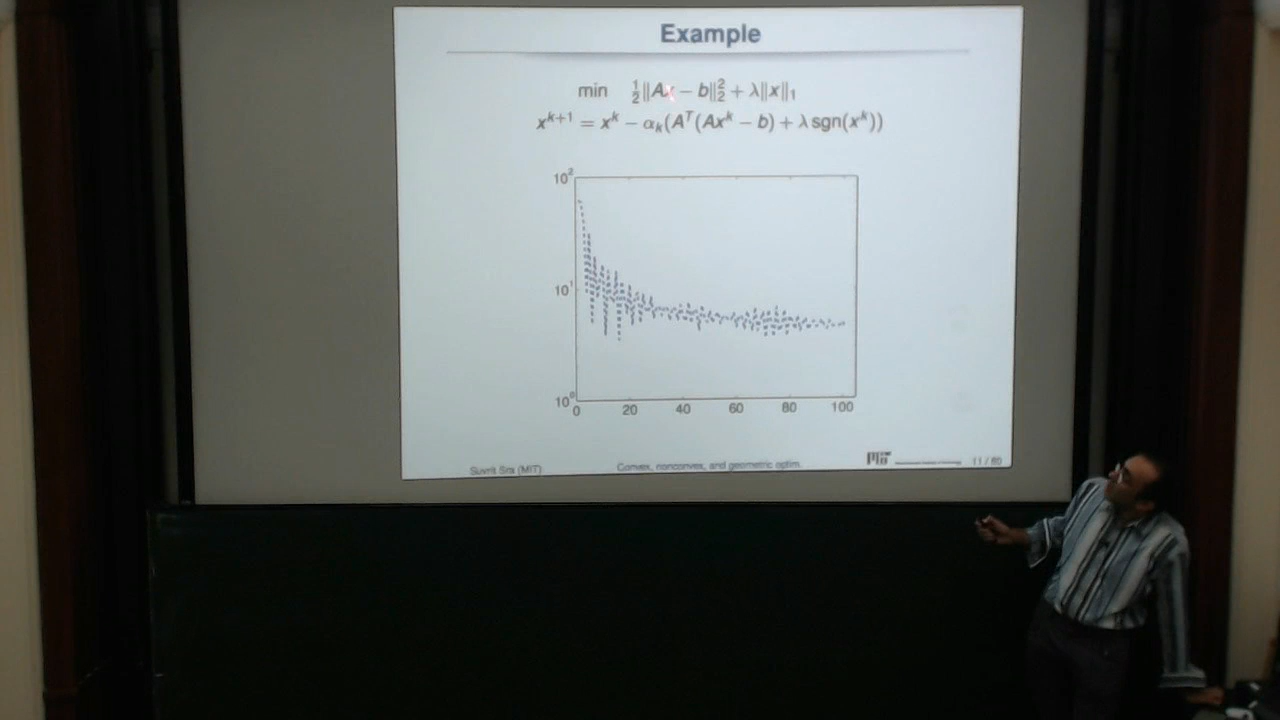 Example
min ½‖Ax − b‖₂² + λ‖x‖₁
xᵏ⁺¹ = xᵏ − αₖ(Aᵀ(Axᵏ − b) + λ sgn(xᵏ))
10²
10¹
10⁰
0 20 40 60 80 100
Suvrit Sra (MIT) Convex, nonconvex, and geometric optim. MIT 11 / 80